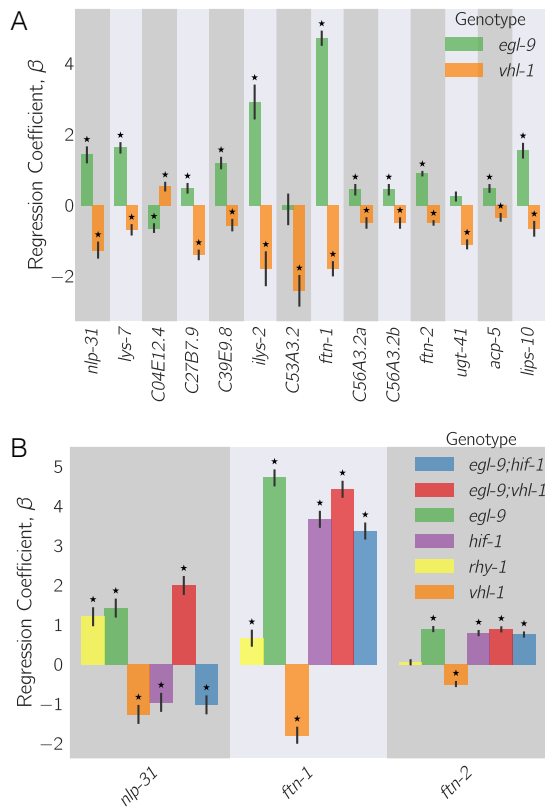 A
Genotype
egl-9
vhl-1
Regression Coefficient, β
4
2
0
−2
nlp-31
lys-7
C04E12.4
C27B7.9
C39E9.8
ilys-2
C53A3.2
ftn-1
C56A3.2a
C56A3.2b
ftn-2
ugt-41
acp-5
lips-10
B
Genotype
egl-9;hif-1
egl-9;vhl-1
egl-9
hif-1
rhy-1
vhl-1
Regression Coefficient, β
5
4
3
2
1
0
−1
−2
nlp-31
ftn-1
ftn-2